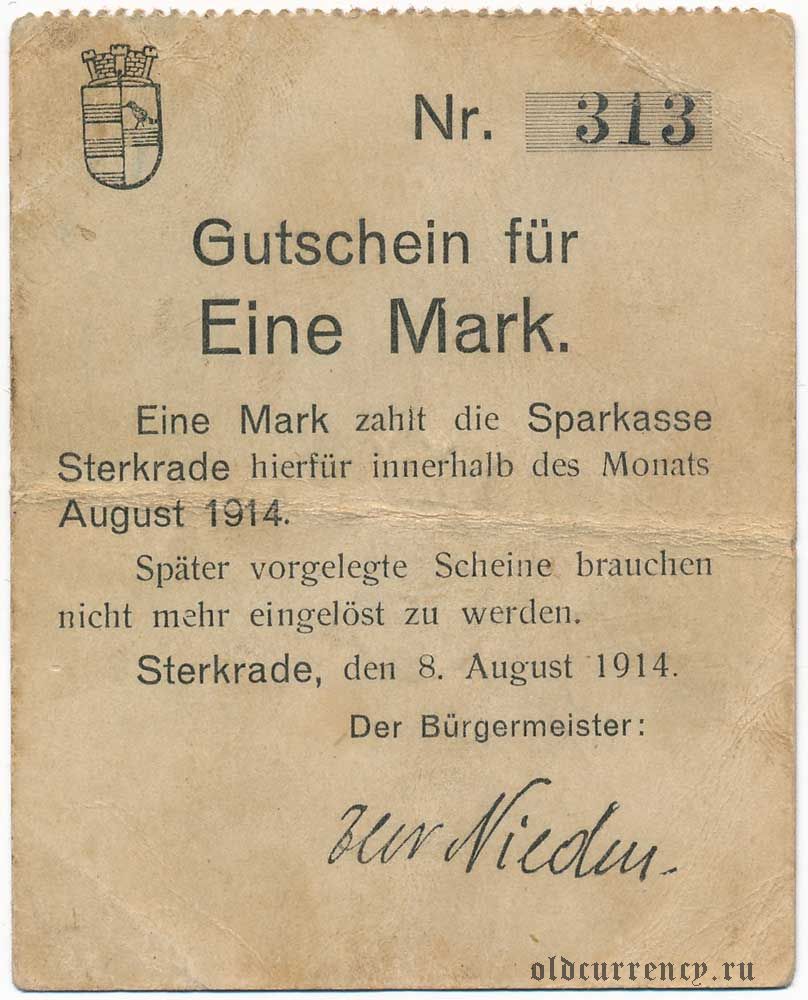 Nr. 313
Gutschein für
Eine Mark.
Eine Mark zahlt die Sparkasse
Sterkrade hierfür innerhalb des Monats
August 1914.
Später vorgelegte Scheine brauchen
nicht mehr eingelöst zu werden.
Sterkrade, den 8. August 1914.
Der Bürgermeister:
zur Nieden.
oldcurrency.ru